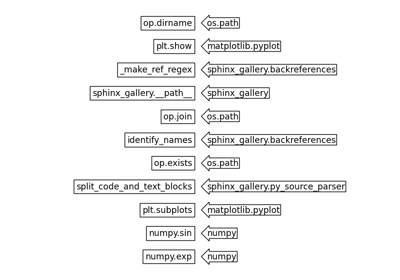 op.dirname os.path
plt.show matplotlib.pyplot
_make_ref_regex sphinx_gallery.backreferences
sphinx_gallery.__path__ sphinx_gallery
op.join os.path
identify_names sphinx_gallery.backreferences
op.exists os.path
split_code_and_text_blocks sphinx_gallery.py_source_parser
plt.subplots matplotlib.pyplot
numpy.sin numpy
numpy.exp numpy